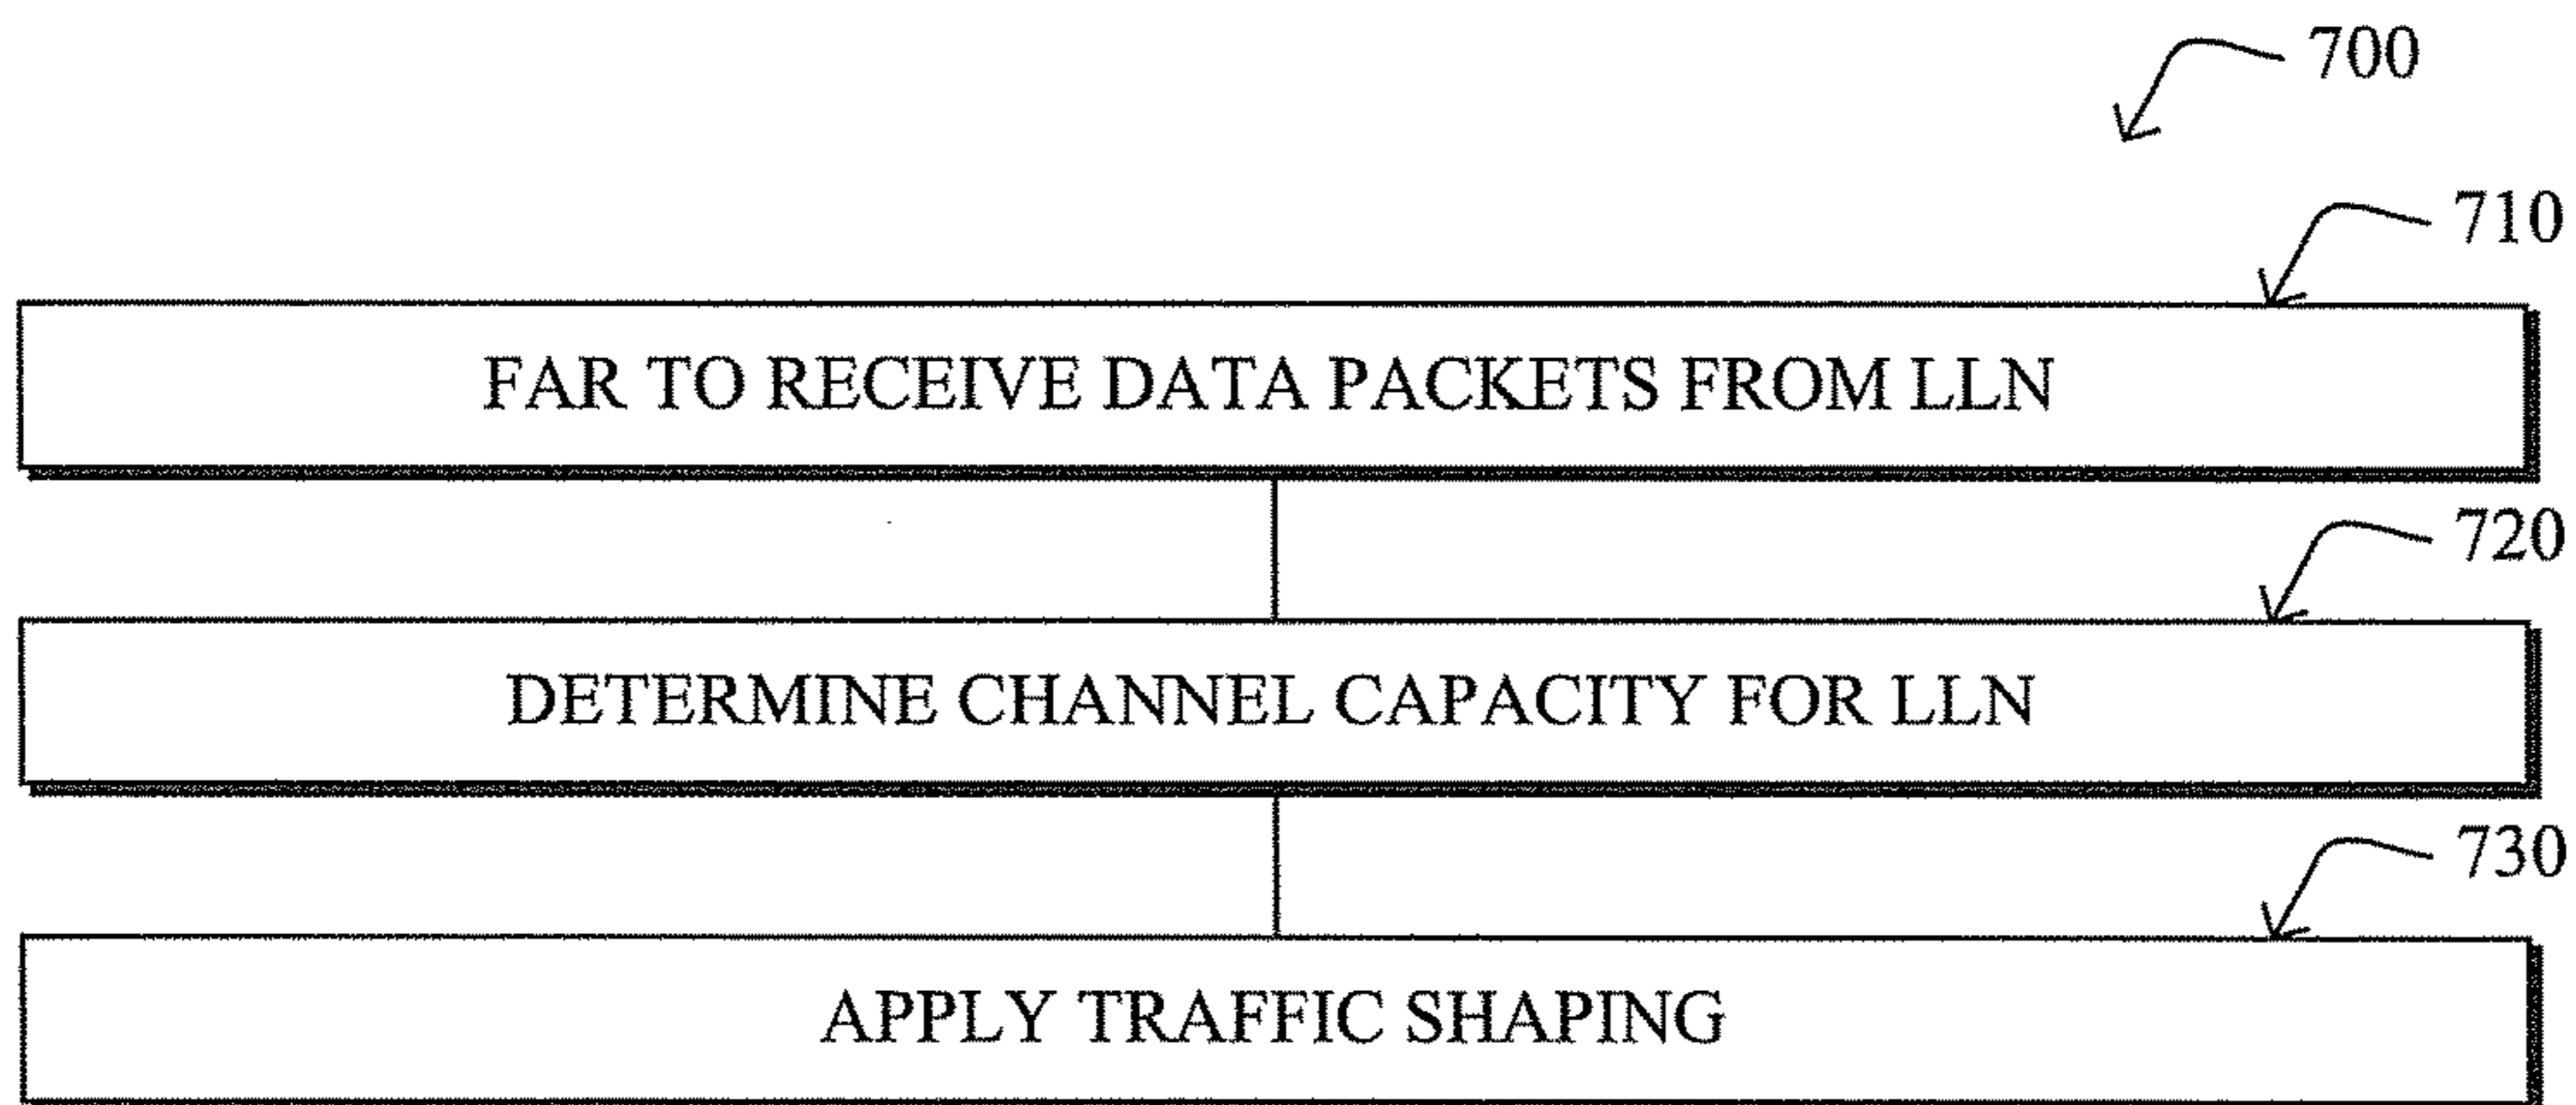 700
710
FAR TO RECEIVE DATA PACKETS FROM LLN
720
DETERMINE CHANNEL CAPACITY FOR LLN
730
APPLY TRAFFIC SHAPING